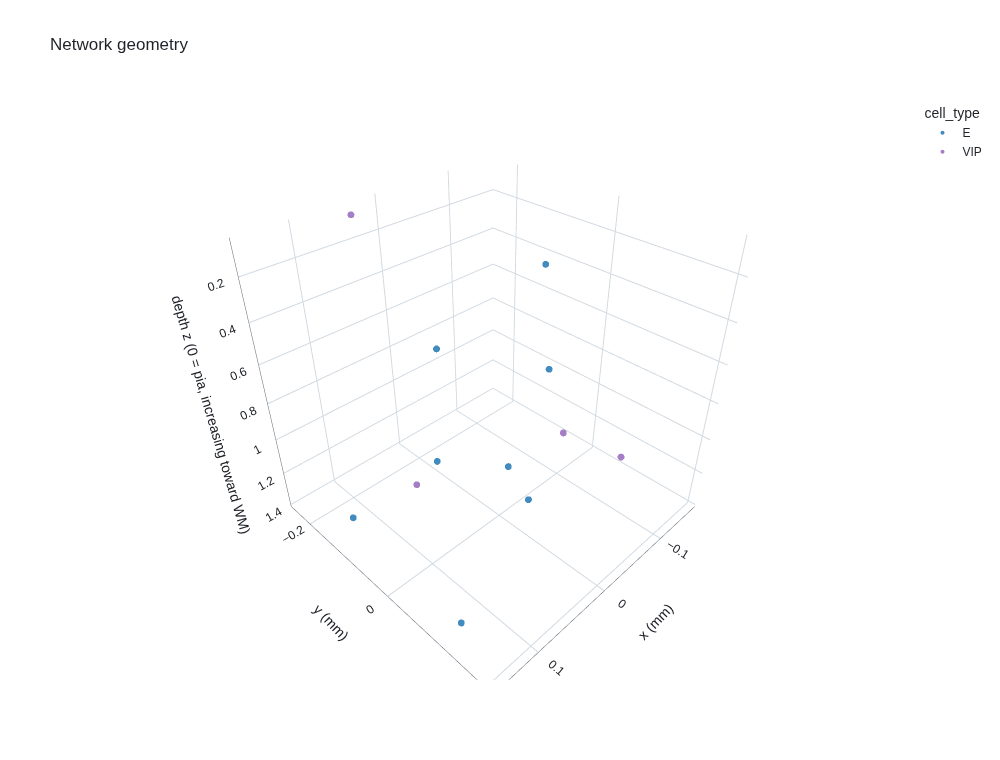 Network geometry
cell_type
E
VIP
0.2
0.4
0.6
0.8
1
1.2
1.4
depth z (0 = pia, increasing toward WM)
−0.2
0
y (mm)
−0.1
0
0.1
x (mm)